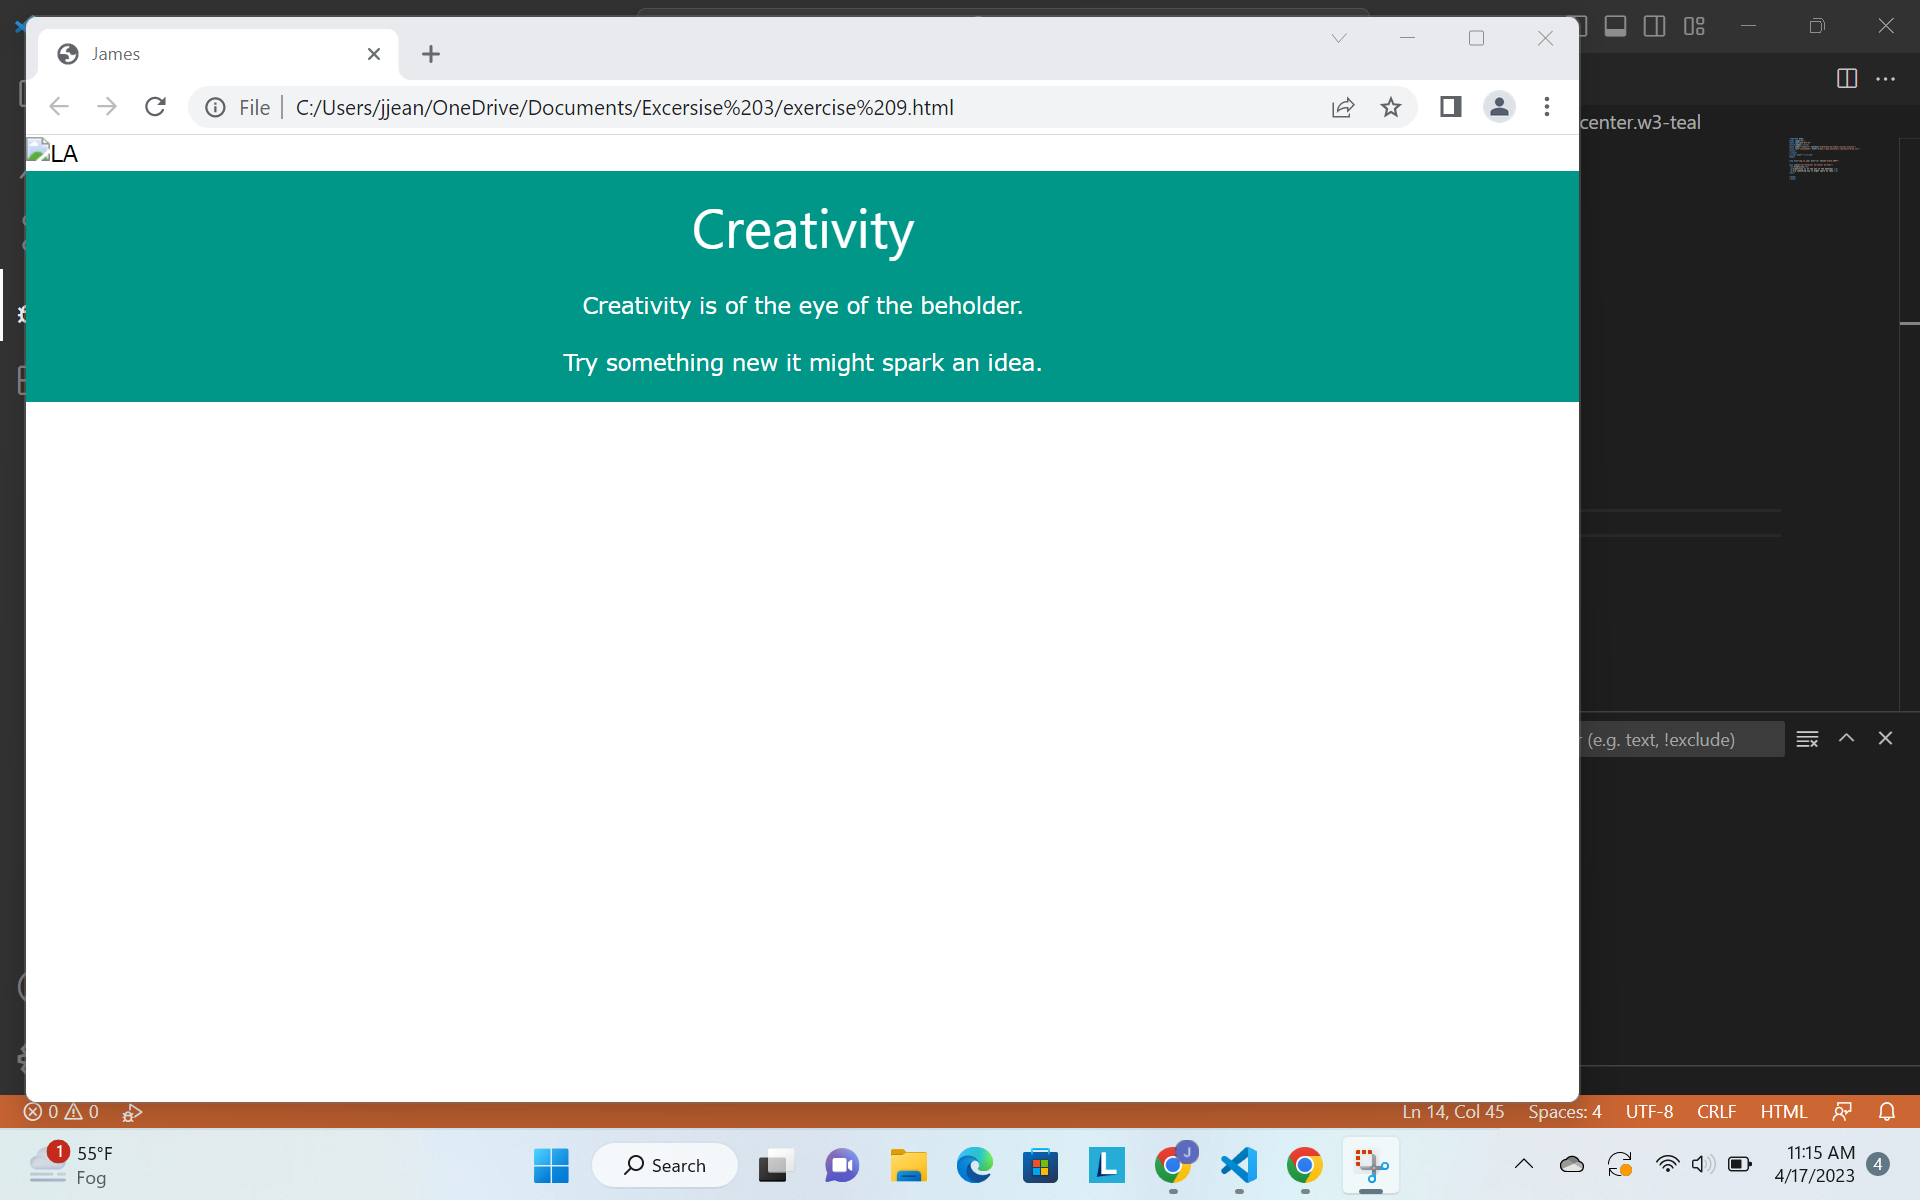 James
File
C:/Users/jjean/OneDrive/Documents/Excersise%203/exercise%209.html
center.w3-teal
LA
Creativity
Creativity is of the eye of the beholder.
Try something new it might spark an idea.
(e.g. text, !exclude)
0 0
Ln 14, Col 45 Spaces: 4 UTF-8 CRLF HTML
1
55°F
Fog
Search
L
J
11:15 AM
4/17/2023
4